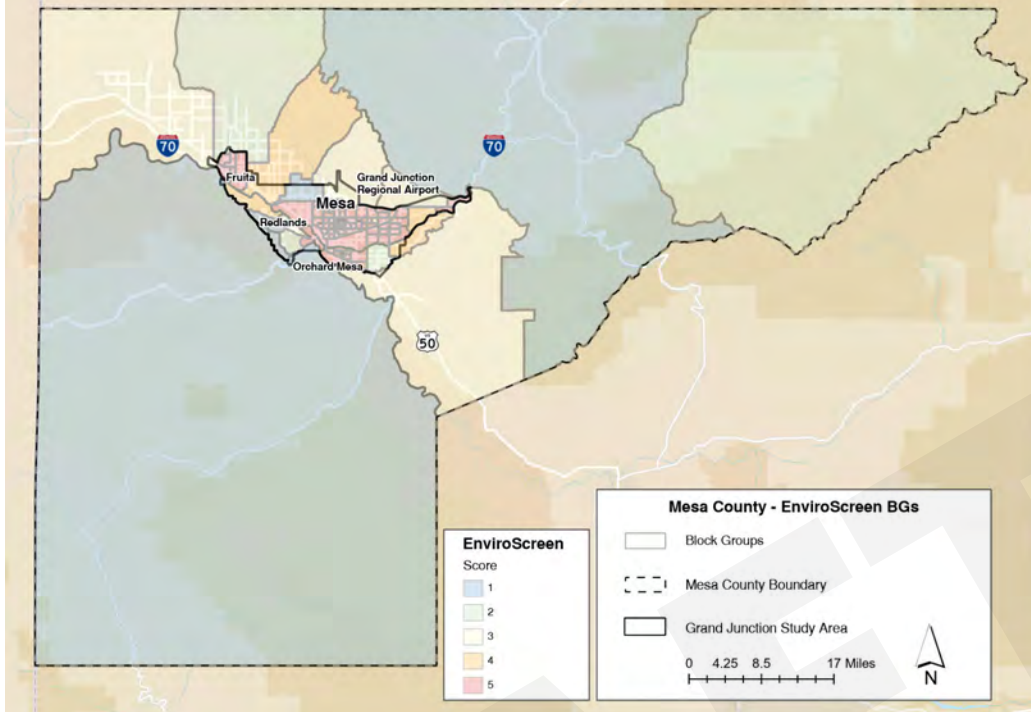 70
70
Fruita
Grand Junction
Regional Airport
Mesa
Redlands
Orchard Mesa
50
EnviroScreen
Score
1
2
3
4
5
Mesa County - EnviroScreen BGs
Block Groups
Mesa County Boundary
Grand Junction Study Area
0 4.25 8.5 17 Miles
N